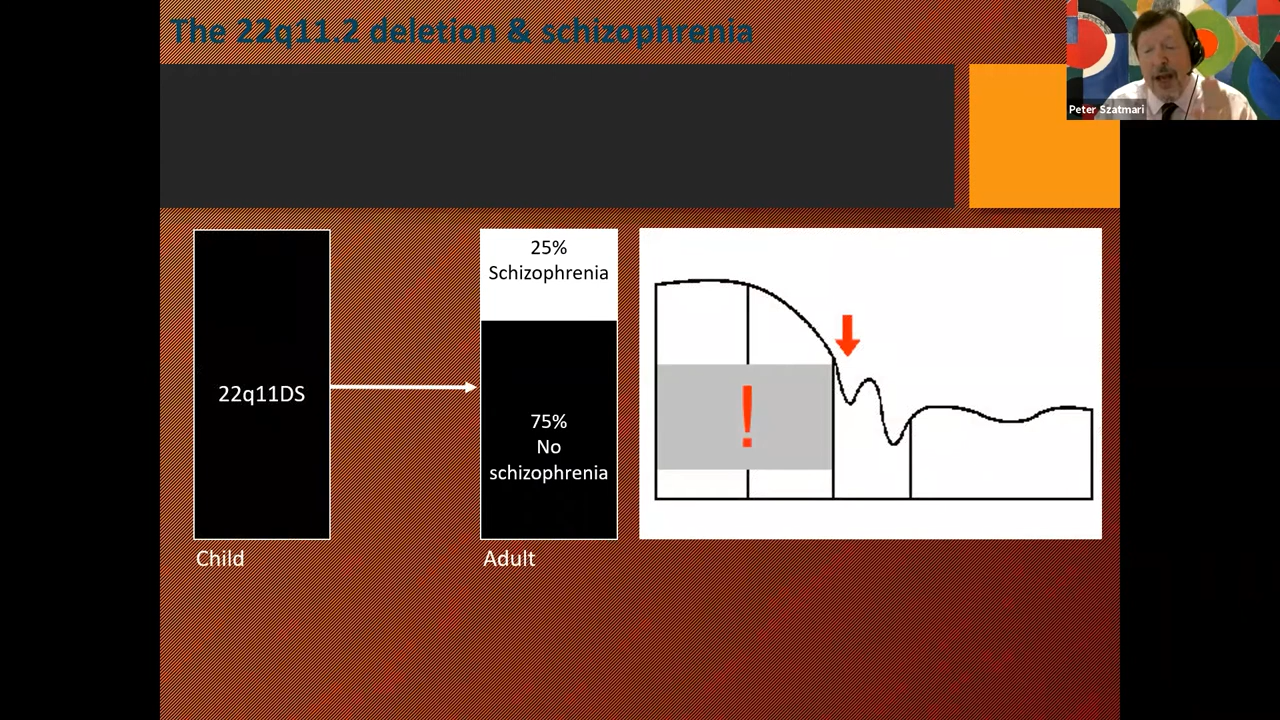 The 22q11.2 deletion & schizophrenia
Peter Szatmari
25%
Schizophrenia
22q11DS
75%
No
schizophrenia
!
Child
Adult